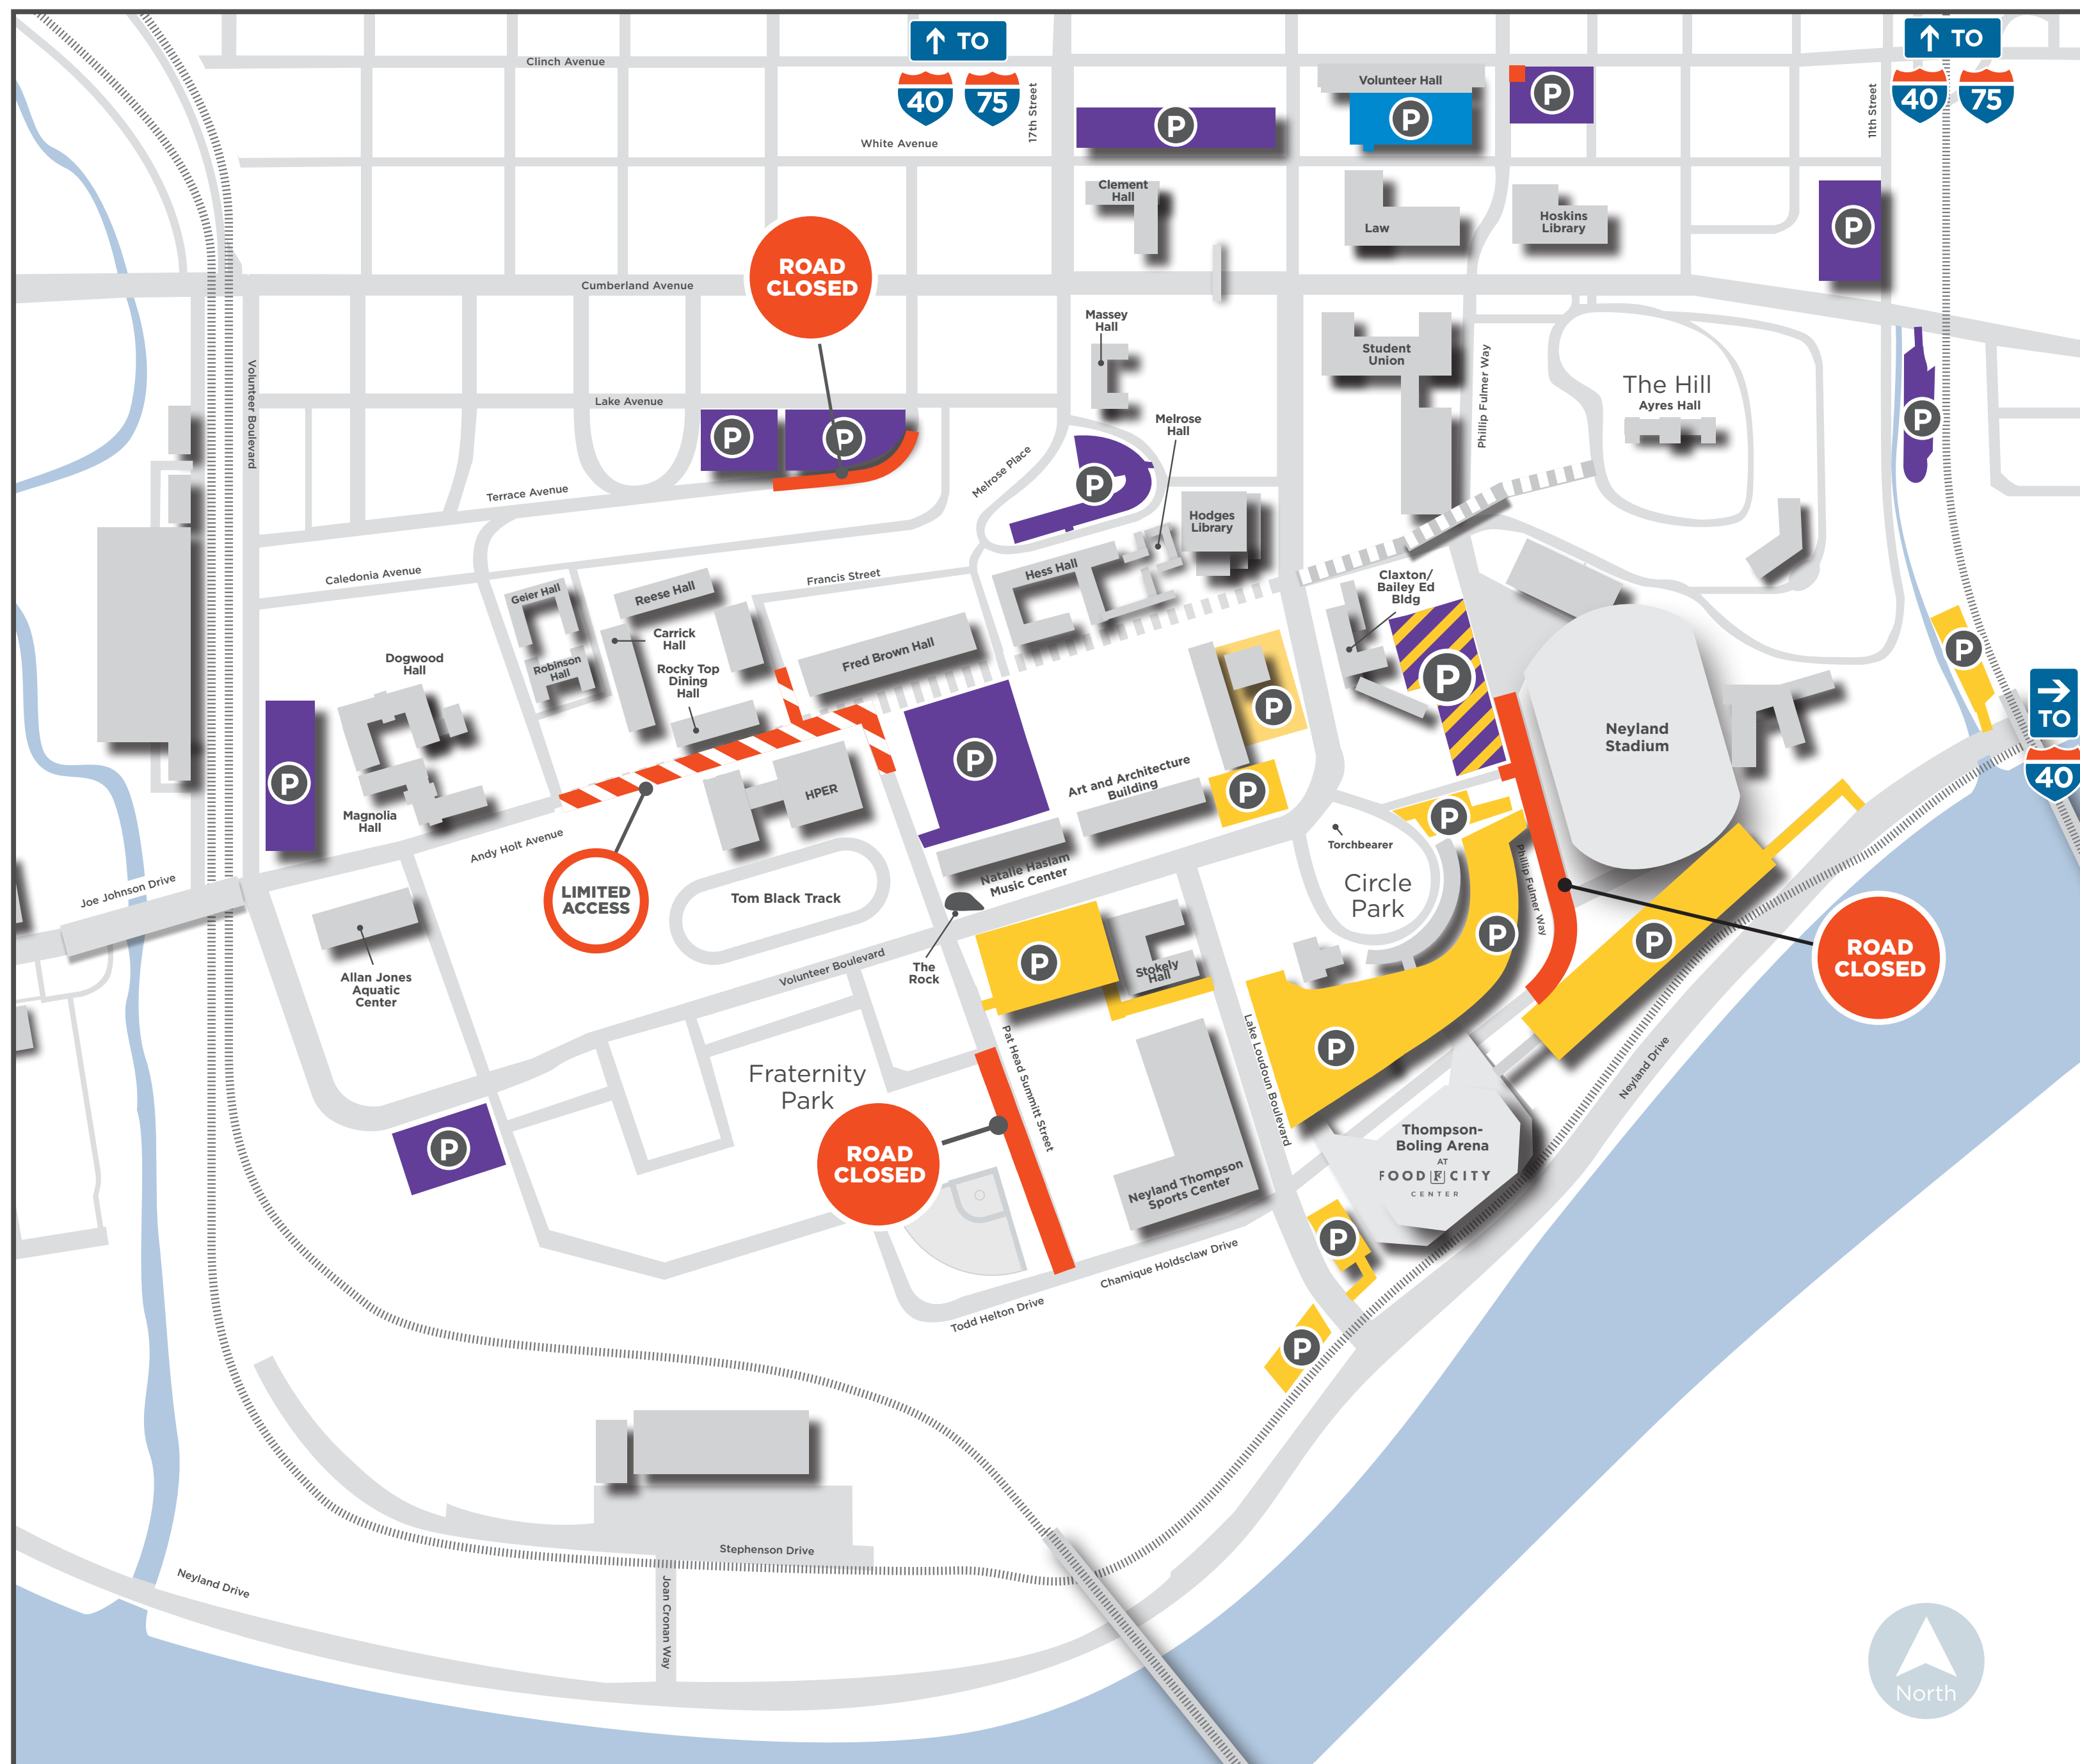 TO
40 75
TO
40 75
Clinch Avenue
17th Street
11th Street
Volunteer Hall
P
P
P
White Avenue
Clement
Hall
Law
Hoskins
Library
P
ROAD
CLOSED
Cumberland Avenue
Massey
Hall
Student
Union
Phillip Fulmer Way
The Hill
Ayres Hall
Volunteer Boulevard
Lake Avenue
P
P
Melrose
Hall
P
Melrose Place
P
Terrace Avenue
Hodges
Library
Caledonia Avenue
Francis Street
Hess Hall
Claxton/
Bailey Ed
Bldg
Geier Hall
Reese Hall
Carrick
Hall
Fred Brown Hall
P
Dogwood
Hall
Robinson
Hall
Rocky Top
Dining
Hall
P
P
TO
40
Neyland
Stadium
P
P
Art and Architecture
Building
P
HPER
Magnolia
Hall
P
Andy Holt Avenue
Torchbearer
Phillip Fulmer Way
Natalie Haslam
Music Center
Joe Johnson Drive
LIMITED
ACCESS
Tom Black Track
Circle
Park
P
P
ROAD
CLOSED
Allan Jones
Aquatic
Center
Volunteer Boulevard
The
Rock
P
Stokely
Hall
P
Lake Loudoun Boulevard
Pat Head Summitt Street
Neyland Drive
Fraternity
Park
P
ROAD
CLOSED
Thompson-
Boling Arena
AT
FOOD CITY
CENTER
Neyland Thompson
Sports Center
P
Chamique Holdsclaw Drive
Todd Helton Drive
P
Stephenson Drive
Neyland Drive
Joan Cronan Way
North